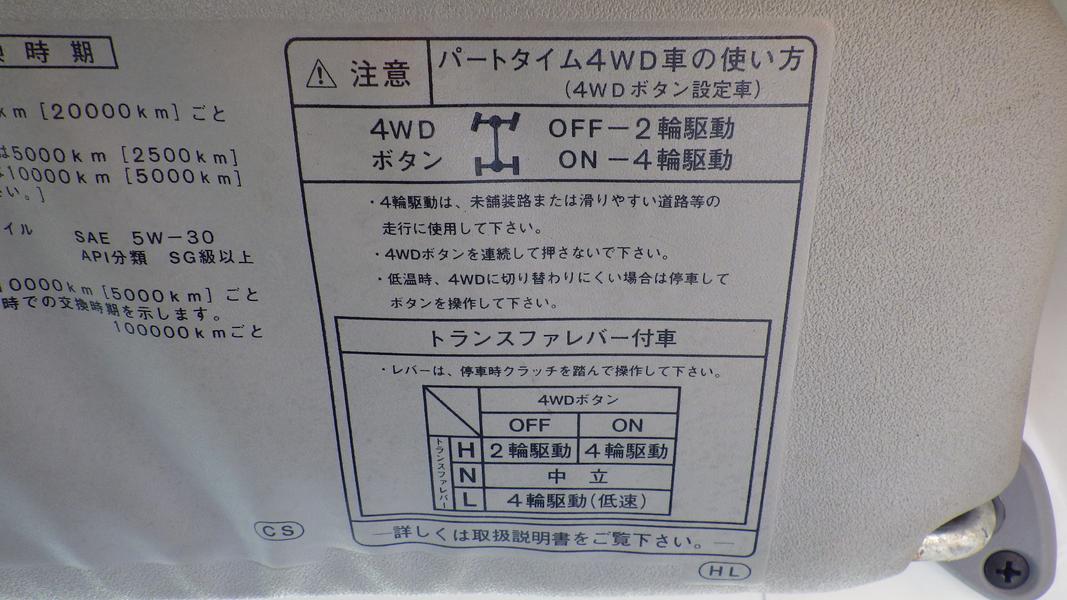 時期
km [20000km] ごと
は5000km [2500km]
10000km [5000km]
い。]
イル SAE 5W-30
API分類 SG級以上
0000km [5000km] ごと
時での交換時期を示します。
100000kmごと
CS
注意
パートタイム4WD車の使い方
(4WDボタン設定車)
4WD
ボタン
OFF-2輪駆動
ON-4輪駆動
・4輪駆動は、未舗装路または滑りやすい道路等の
走行に使用して下さい。
・4WDボタンを連続して押さないで下さい。
・低温時、4WDに切り替わりにくい場合は停車して
ボタンを操作して下さい。
トランスファレバー付車
・レバーは、停車時クラッチを踏んで操作して下さい。
4WDボタン
OFF ON
トランスファレバー
H 2輪駆動 4輪駆動
N 中立
L 4輪駆動(低速)
―詳しくは取扱説明書をご覧下さい。―
HL